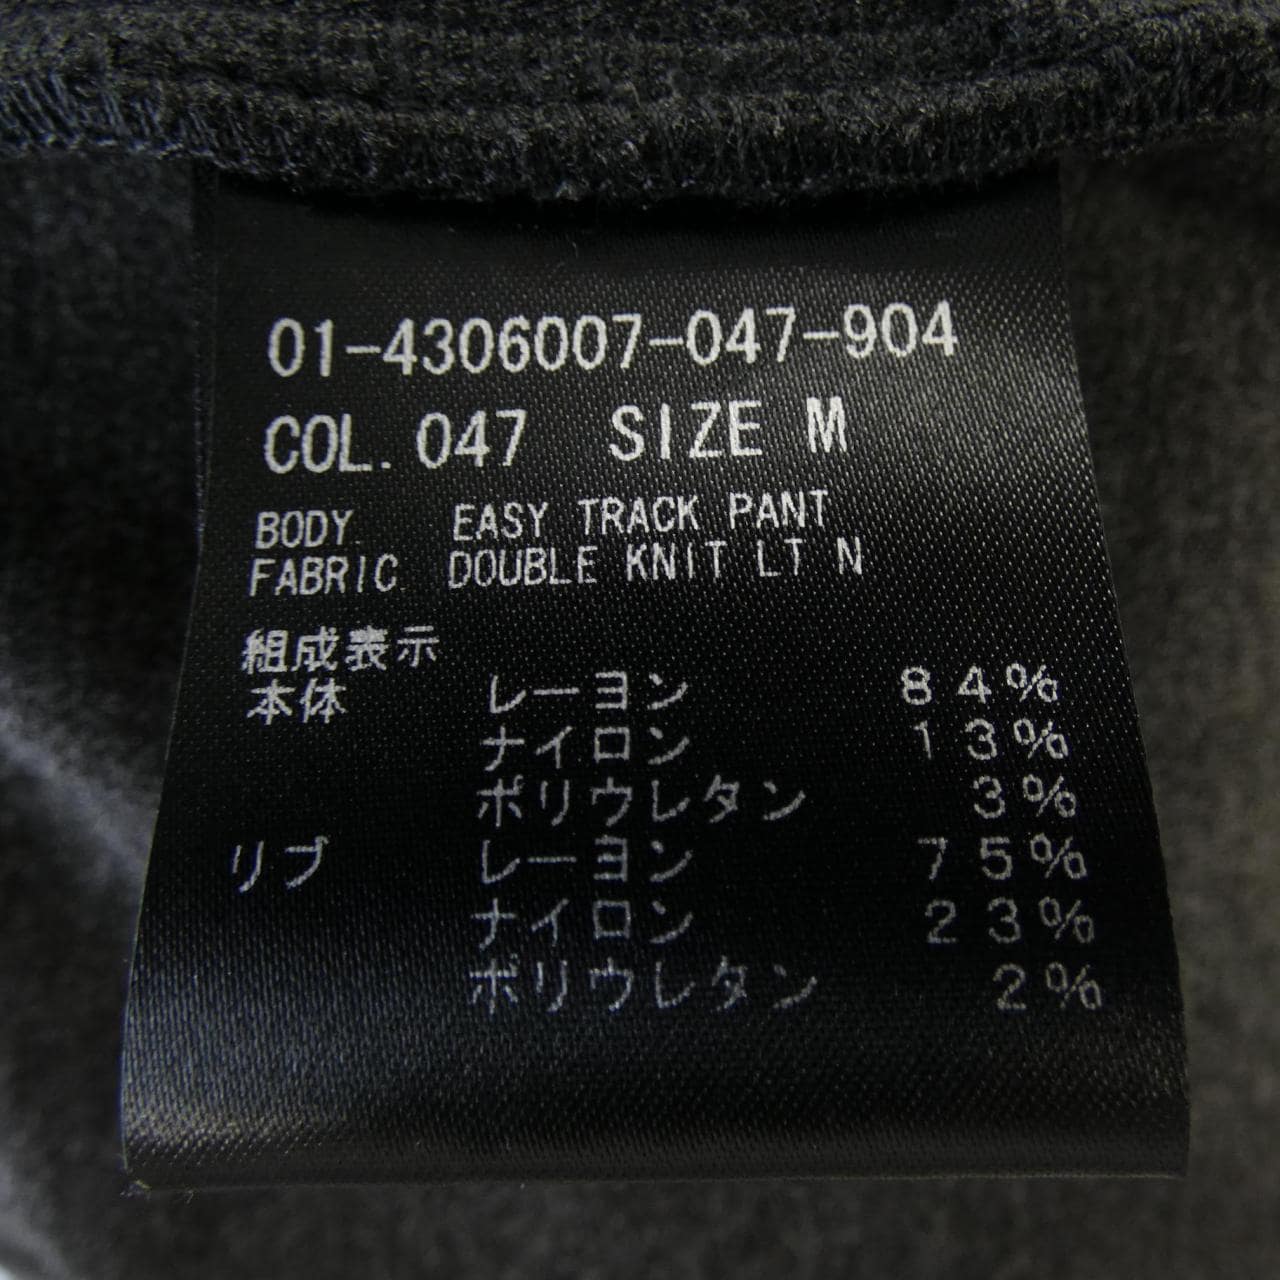 01-4306007-047-904
COL. 047 SIZE M
BODY. EASY TRACK PANT
FABRIC. DOUBLE KNIT LT N
組成表示
本体 レーヨン 84%
ナイロン 13%
ポリウレタン 3%
リブ レーヨン 75%
ナイロン 23%
ポリウレタン 2%